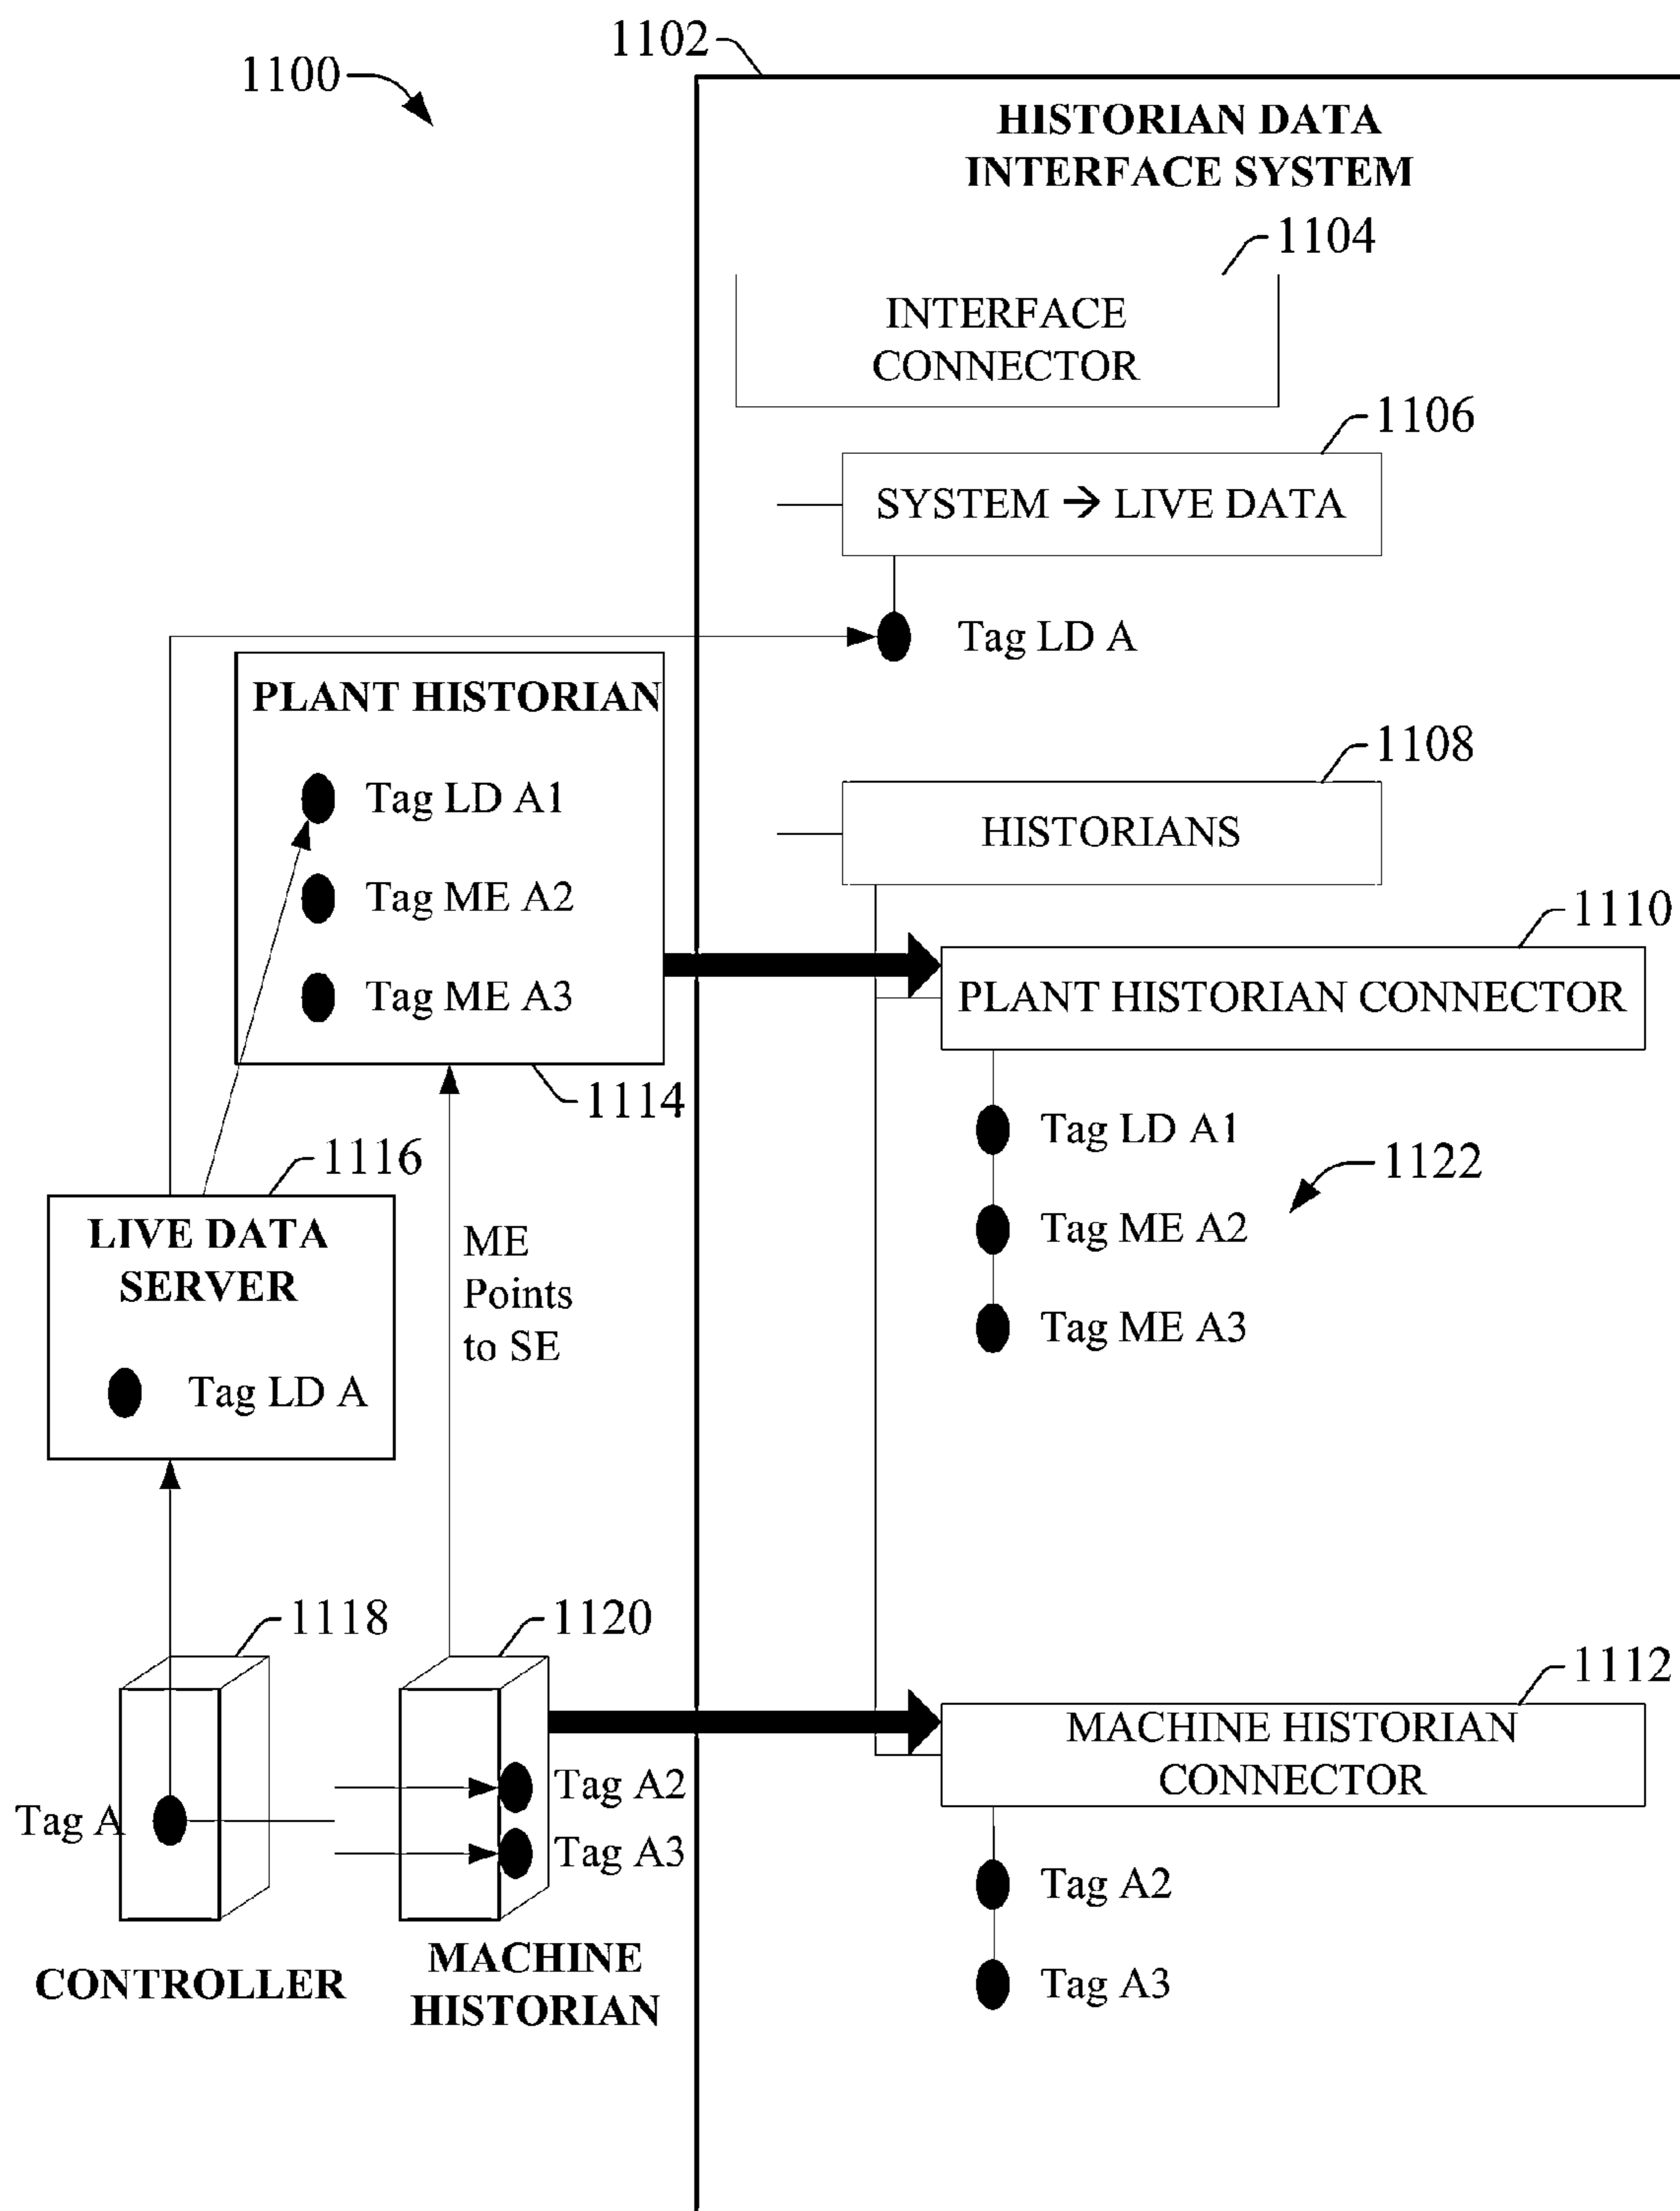 1100
1102
HISTORIAN DATA
INTERFACE SYSTEM
1104
INTERFACE
CONNECTOR
1106
SYSTEM → LIVE DATA
Tag LD A
PLANT HISTORIAN
Tag LD A1
Tag ME A2
Tag ME A3
1114
1108
HISTORIANS
1110
PLANT HISTORIAN CONNECTOR
Tag LD A1
1122
Tag ME A2
Tag ME A3
1116
LIVE DATA
SERVER
Tag LD A
ME
Points
to SE
1118
1120
Tag A
Tag A2
Tag A3
CONTROLLER
MACHINE
HISTORIAN
1112
MACHINE HISTORIAN
CONNECTOR
Tag A2
Tag A3